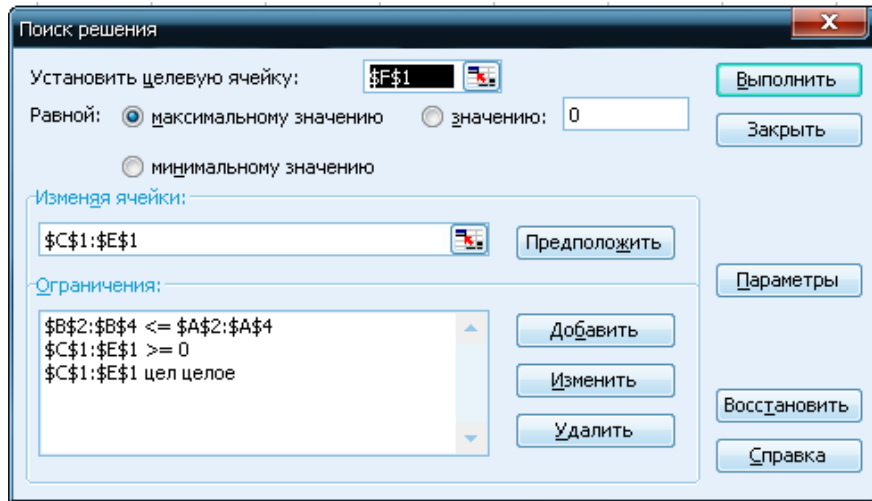 Поиск решения
x
Установить целевую ячейку: $F$1
Выполнить
Равной: максимальному значению значению: 0
Закрыть
минимальному значению
Изменяя ячейки:
$C$1:$E$1
Предположить
Параметры
Ограничения:
$B$2:$B$4 <= $A$2:$A$4
$C$1:$E$1 >= 0
$C$1:$E$1 цел целое
Добавить
Изменить
Удалить
Восстановить
Справка